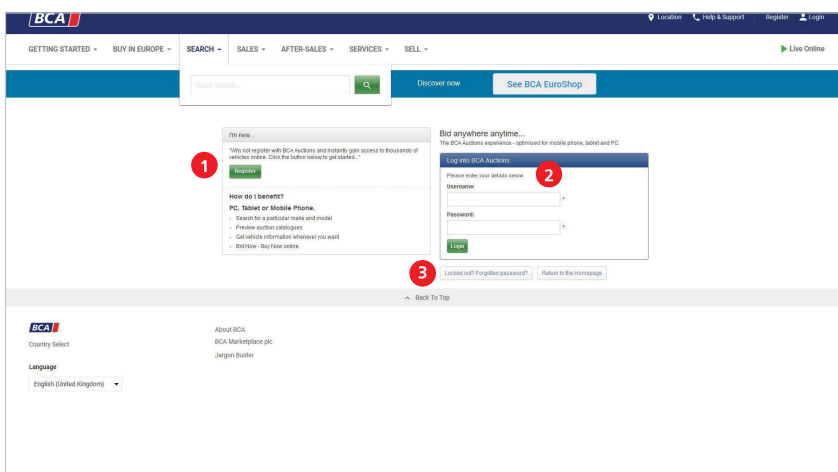 BCA
Location
Help & Support
Register
Login
GETTING STARTED
BUY IN EUROPE
SEARCH
SALES
AFTER-SALES
SERVICES
SELL
Live Online
Quick Search...
Discover now
See BCA EuroShop
I'm new...
"Why not register with BCA Auctions and instantly gain access to thousands of
vehicles online. Click the button below to get started..."
1
Register
How do I benefit?
PC, Tablet or Mobile Phone.
Search for a particular make and model
Preview auction catalogues
Get vehicle information whenever you want
Bid Now - Buy Now online
Bid anywhere anytime...
The BCA Auctions experience - optimised for mobile phone, tablet and PC.
Log into BCA Auctions
2
Please enter your details below
Username:
*
Password:
*
Login
3
Locked out? Forgotten password?
Return to the Homepage
Back To Top
BCA
Country Select
Language
English (United Kingdom)
About BCA
BCA Marketplace plc
Jargon Buster